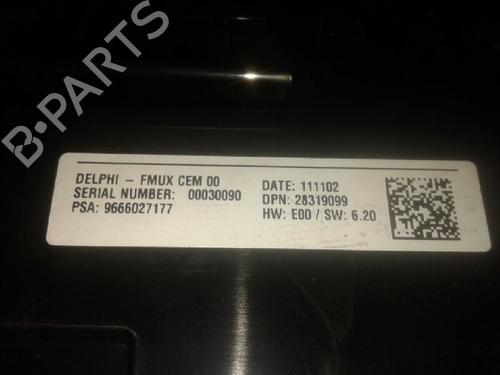 B-PARTS
DELPHI - FMUX CEM 00
SERIAL NUMBER: 00030090
PSA: 9666027177
DATE: 111102
DPN: 28319099
HW: E00 / SW: 6.20